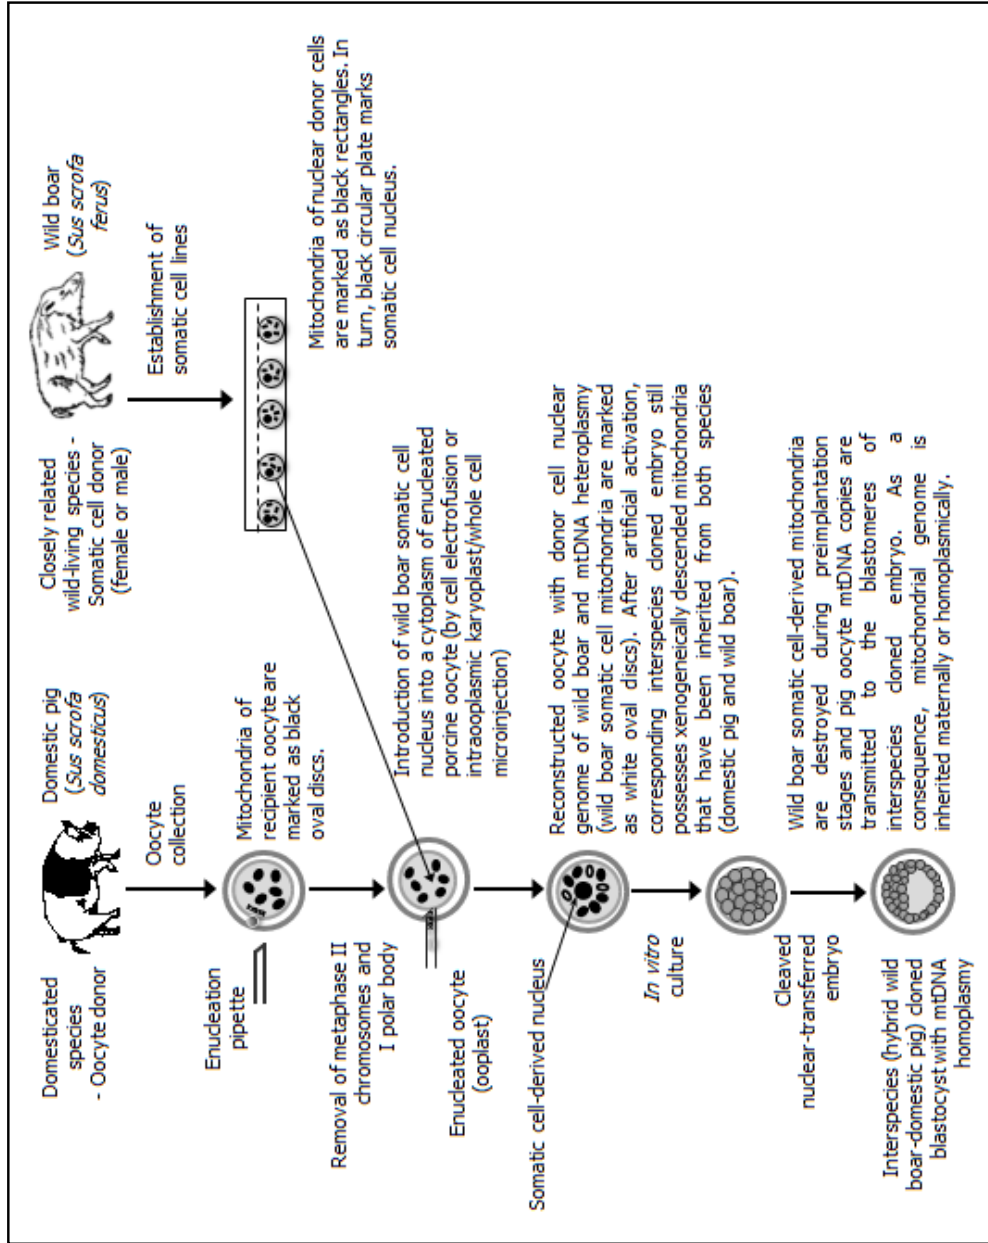 Domesticated
species
- Oocyte donor
Domestic pig
(Sus scrofa
domesticus)
Closely related
wild-living species -
Somatic cell donor
(female or male)
Wild boar
(Sus scrofa
ferus)
Oocyte
collection
Establishment of
somatic cell lines
Enucleation
pipette
Mitochondria of
recipient oocyte are
marked as black
oval discs.
Mitochondria of nuclear donor cells
are marked as black rectangles. In
turn, black circular plate marks
somatic cell nucleus.
Removal of metaphase II
chromosomes and
I polar body
Introduction of wild boar somatic cell
nucleus into a cytoplasm of enucleated
porcine oocyte (by cell electrofusion or
intraooplasmic karyoplast/whole cell
microinjection)
Enucleated oocyte
(ooplast)
Somatic cell-derived nucleus
Reconstructed oocyte with donor cell nuclear
genome of wild boar and mtDNA heteroplasmy
(wild boar somatic cell mitochondria are marked
as white oval discs). After artificial activation,
corresponding interspecies cloned embryo still
possesses xenogeneically descended mitochondria
that have been inherited from both species
(domestic pig and wild boar).
In vitro
culture
Cleaved
nuclear-transferred
embryo
Wild boar somatic cell-derived mitochondria
are destroyed during preimplantation
stages and pig oocyte mtDNA copies are
transmitted to the blastomeres of
interspecies cloned embryo. As a
consequence, mitochondrial genome is
inherited maternally or homoplasmically.
Interspecies (hybrid wild
boar-domestic pig) cloned
blastocyst with mtDNA
homoplasmy